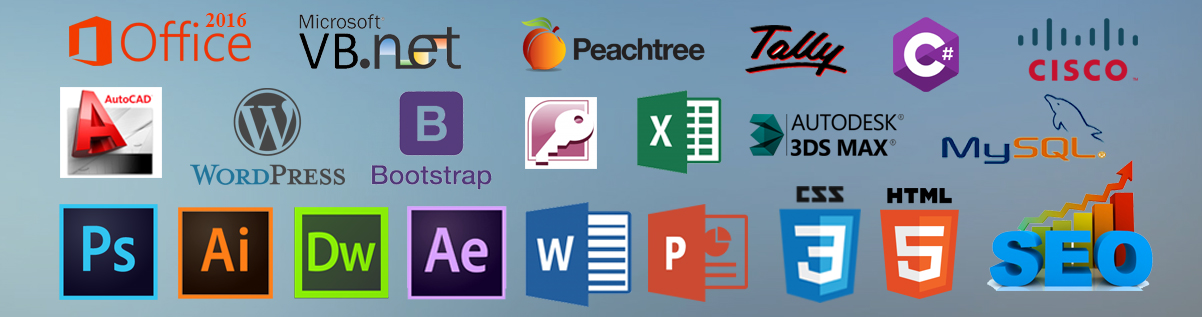 Office 2016
Microsoft
VB.net
Peachtree
Tally
C#
CISCO™
A AutoCAD
W
WORDPRESS
B
Bootstrap
X
AUTODESK®
3DS MAX®
MySQL®
Ps
Ai
Dw
Ae
W
P
CSS
3
HTML
5
SEO